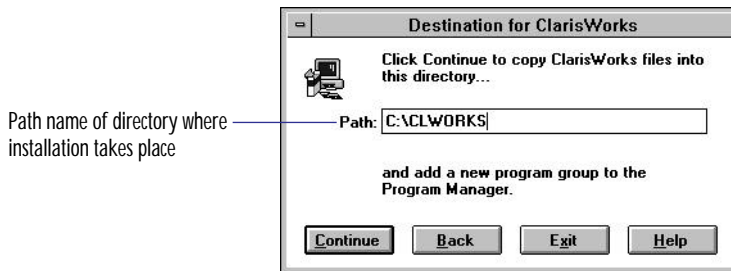 Destination for ClarisWorks
Click Continue to copy ClarisWorks files into
this directory...
Path name of directory where
installation takes place
Path: C:\CLWORKS
and add a new program group to the
Program Manager.
Continue Back Exit Help